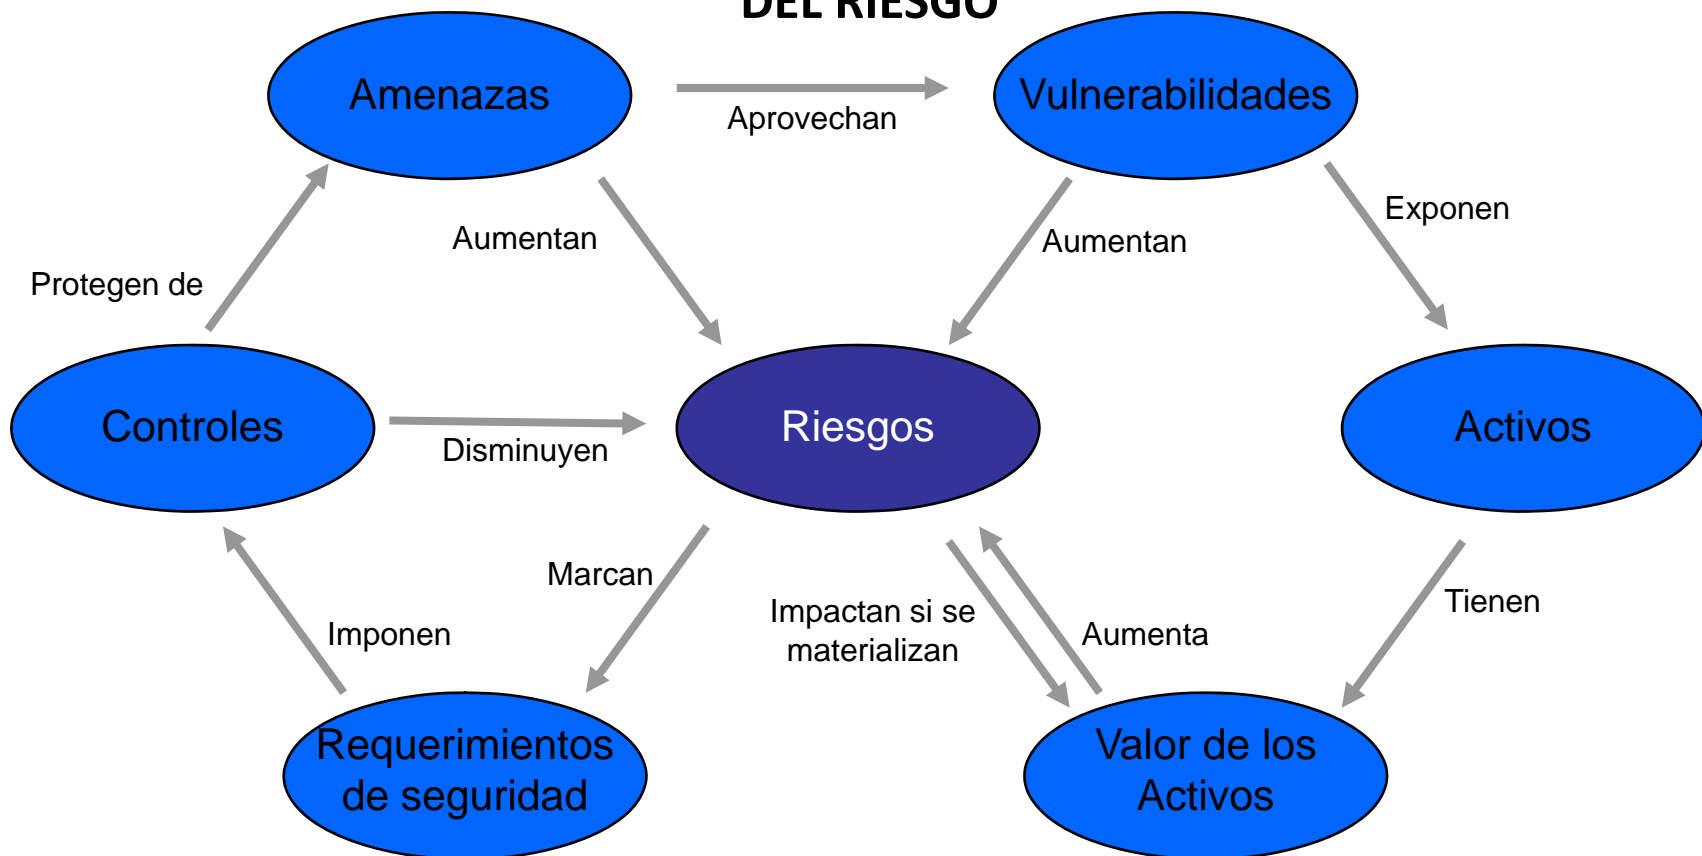 DEL RIESGO
Amenazas
Aprovechan
Vulnerabilidades
Protegen de
Aumentan
Aumentan
Exponen
Controles
Disminuyen
Riesgos
Activos
Imponen
Marcan
Impactan si se
materializan
Aumenta
Tienen
Requerimientos
de seguridad
Valor de los
Activos